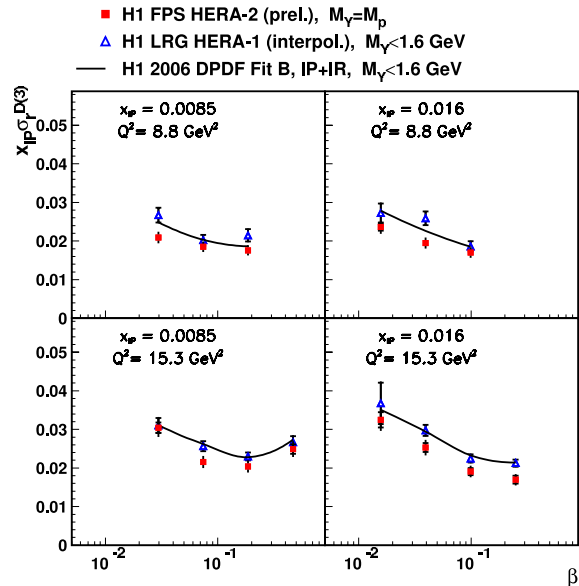 H1 FPS HERA-2 (prel.), M_Y=M_p
H1 LRG HERA-1 (interpol.), M_Y<1.6 GeV
H1 2006 DPDF Fit B, IP+IR, M_Y<1.6 GeV
x_IP σ_r^D(3)
x_IP = 0.0085
Q² = 8.8 GeV²
x_IP = 0.016
Q² = 8.8 GeV²
0.05
0.04
0.03
0.02
0.01
0
x_IP = 0.0085
Q² = 15.3 GeV²
x_IP = 0.016
Q² = 15.3 GeV²
0.05
0.04
0.03
0.02
0.01
0
10⁻² 10⁻¹ 10⁻² 10⁻¹
β